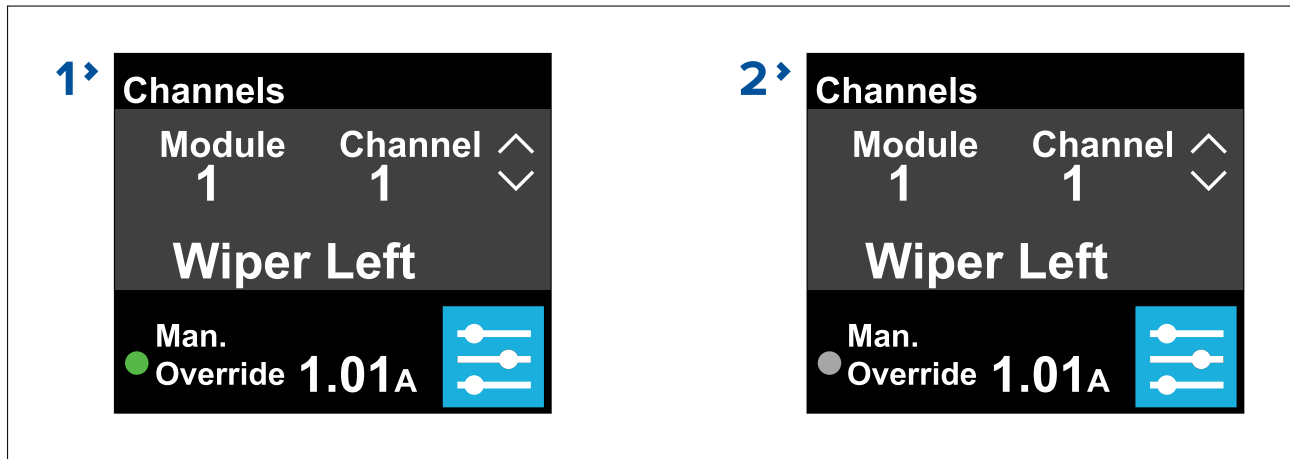 1
Channels
Module Channel
1 1
Wiper Left
Man.
Override 1.01A
2
Channels
Module Channel
1 1
Wiper Left
Man.
Override 1.01A